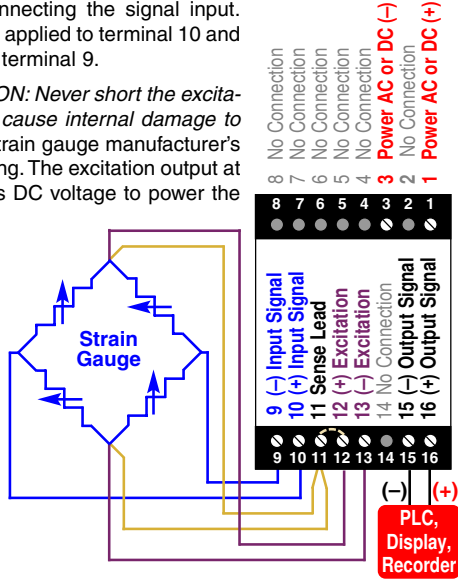 nnecting the signal input.
applied to terminal 10 and
terminal 9.
ON: Never short the excita-
cause internal damage to
train gauge manufacturer's
ng. The excitation output at
s DC voltage to power the
8 No Connection
7 No Connection
6 No Connection
5 No Connection
4 No Connection
3 Power AC or DC (–)
2 No Connection
1 Power AC or DC (+)
8 7 6 5 4 3 2 1
Strain
Gauge
9 (–) Input Signal
10 (+) Input Signal
11 Sense Lead
12 (+) Excitation
13 (–) Excitation
14 No Connection
15 (–) Output Signal
16 (+) Output Signal
9 10 11 12 13 14 15 16
(–) (+)
PLC,
Display,
Recorder